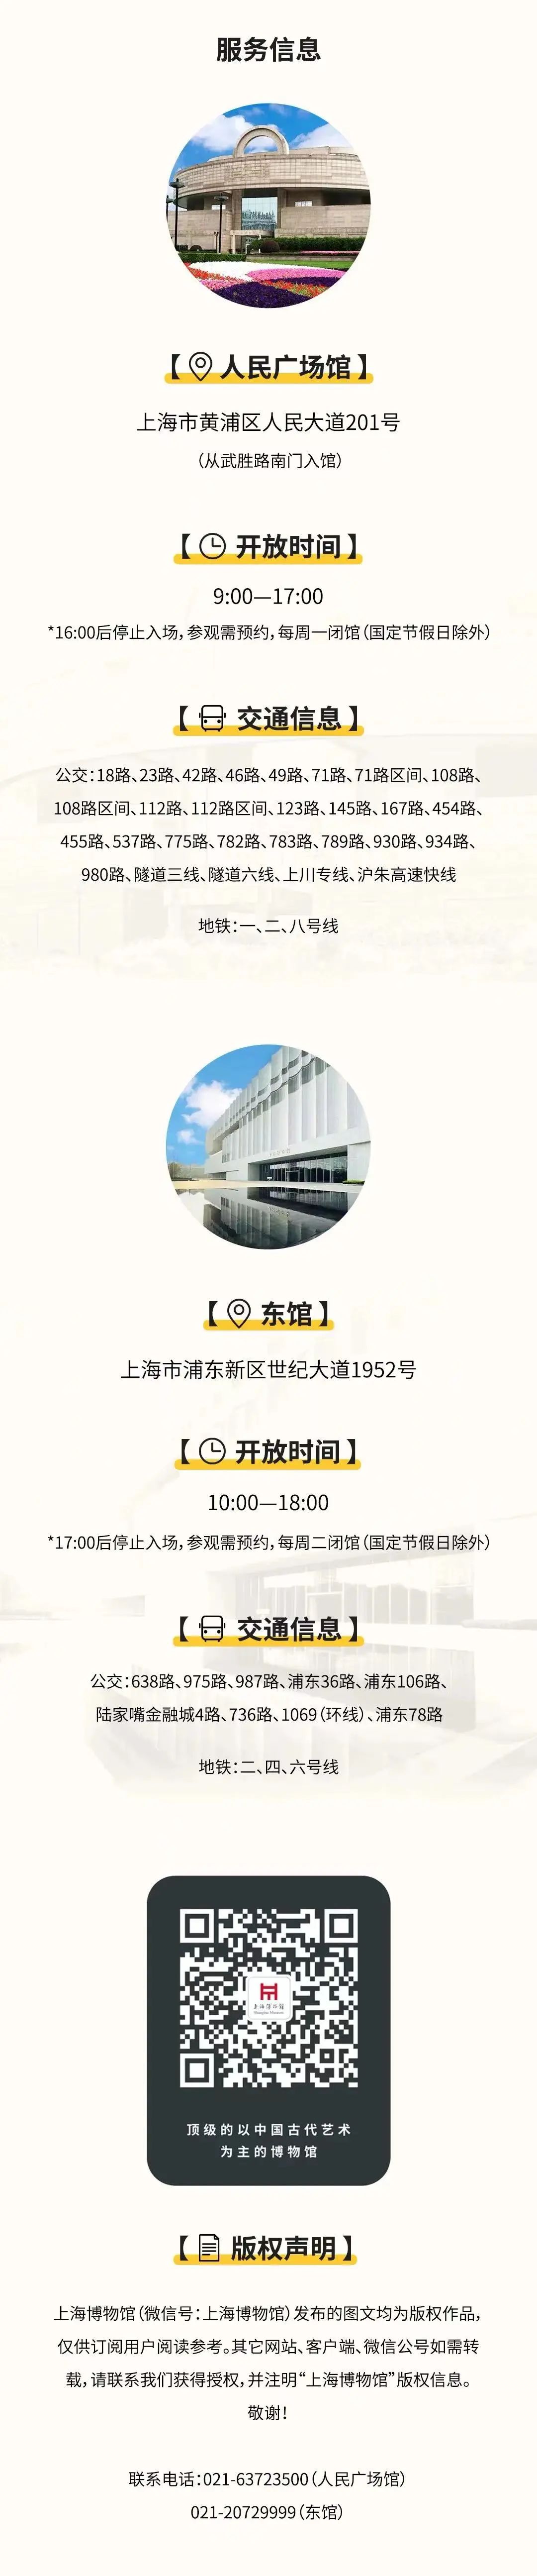 服务信息
【人民广场馆】
上海市黄浦区人民大道201号
（从武胜路南门入馆）
【开放时间】
9:00—17:00
*16:00后停止入场，参观需预约，每周一闭馆（国定节假日除外）
【交通信息】
公交：18路、23路、42路、46路、49路、71路、71路区间、108路、
108路区间、112路、112路区间、123路、145路、167路、454路、
455路、537路、775路、782路、783路、789路、930路、934路、
980路、隧道三线、隧道六线、上川专线、沪朱高速快线
地铁：一、二、八号线
【东馆】
上海市浦东新区世纪大道1952号
【开放时间】
10:00—18:00
*17:00后停止入场，参观需预约，每周二闭馆（国定节假日除外）
【交通信息】
公交：638路、975路、987路、浦东36路、浦东106路、
陆家嘴金融城4路、736路、1069（环线）、浦东78路
地铁：二、四、六号线
上海博物馆
Shanghai Museum
顶级的以中国古代艺术
为主的博物馆
【版权声明】
上海博物馆（微信号：上海博物馆）发布的图文均为版权作品，
仅供订阅用户阅读参考。其它网站、客户端、微信公号如需转
载，请联系我们获得授权，并注明“上海博物馆”版权信息。
敬谢！
联系电话：021-63723500（人民广场馆）
021-20729999（东馆）